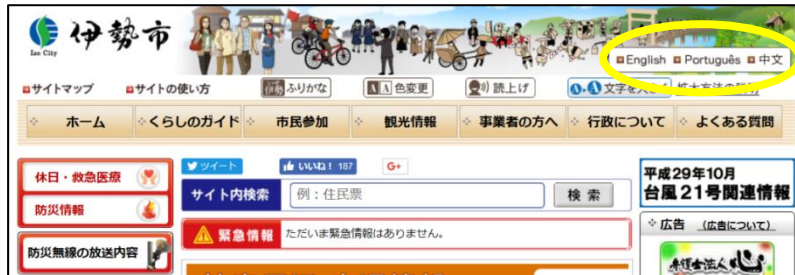 伊勢市
Ise City
English Português 中文
サイトマップ サイトの使い方 ふりがな 色変更 読上げ
ホーム くらしのガイド 市民参加 観光情報 事業者の方へ 行政について よくある質問
ツイート いいね! 187 G+
休日・救急医療
防災情報
防災無線の放送内容
サイト内検索 例：住民票 検索
緊急情報 ただいま緊急情報はありません。
平成29年10月
台風21号関連情報
広告 (広告について)